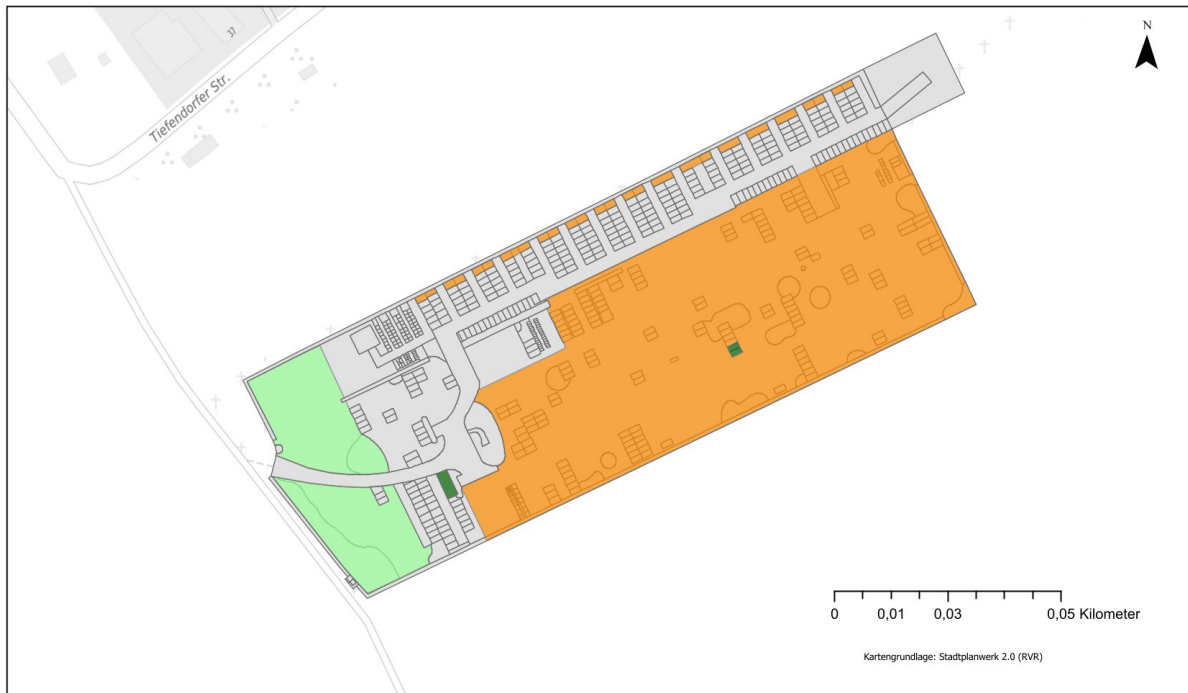 37
Tiefendorfer Str.
N
0 0,01 0,03 0,05 Kilometer
Kartengrundlage: Stadtplanwerk 2.0 (RVR)